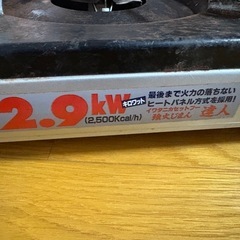 2.9kW
キロワット
(2,500Kcal/h)
最後まで火力の落ちない
ヒートパネル方式を採用!
イワタニカセットフー
達人